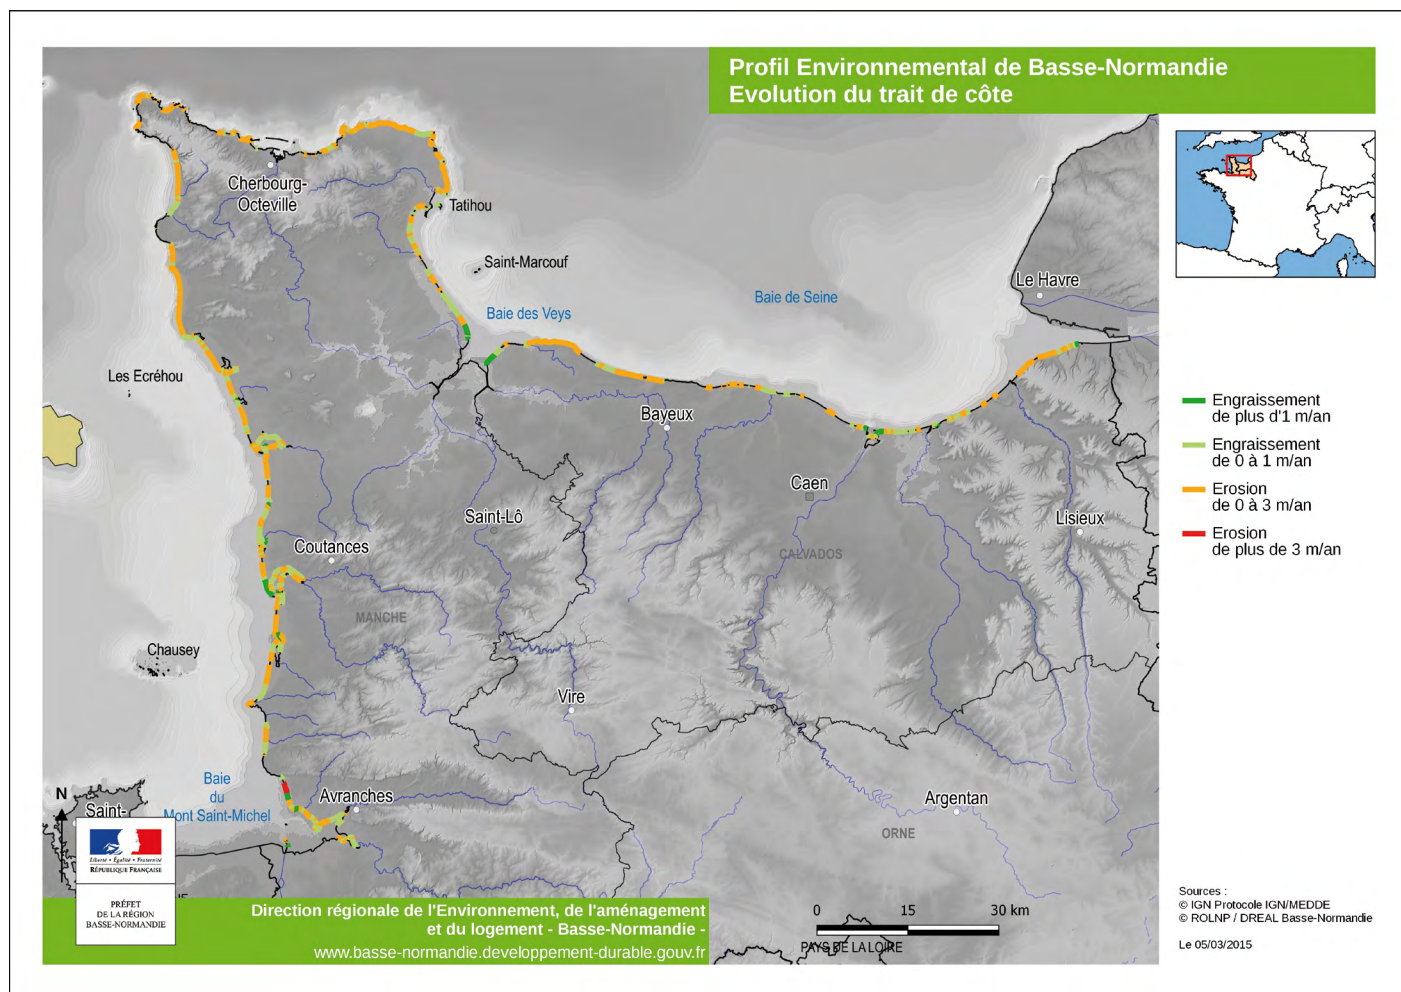 Profil Environnemental de Basse-Normandie
Evolution du trait de côte
Cherbourg-
Octeville
Tatihou
Saint-Marcouf
Baie des Veys
Baie de Seine
Le Havre
Les Ecréhou
Bayeux
Caen
Saint-Lô
Lisieux
Coutances
CALVADOS
MANCHE
Chausey
Vire
Baie
du
Mont Saint-Michel
Avranches
Argentan
ORNE
N
Saint-
Engraissement
de plus d'1 m/an
Engraissement
de 0 à 1 m/an
Erosion
de 0 à 3 m/an
Erosion
de plus de 3 m/an
Liberté • Égalité • Fraternité
RÉPUBLIQUE FRANÇAISE
PRÉFET
DE LA RÉGION
BASSE-NORMANDIE
Direction régionale de l'Environnement, de l'aménagement
et du logement - Basse-Normandie -
www.basse-normandie.developpement-durable.gouv.fr
0 15 30 km
PAYS DE LA LOIRE
Sources :
© IGN Protocole IGN/MEDDE
© ROLNP / DREAL Basse-Normandie
Le 05/03/2015